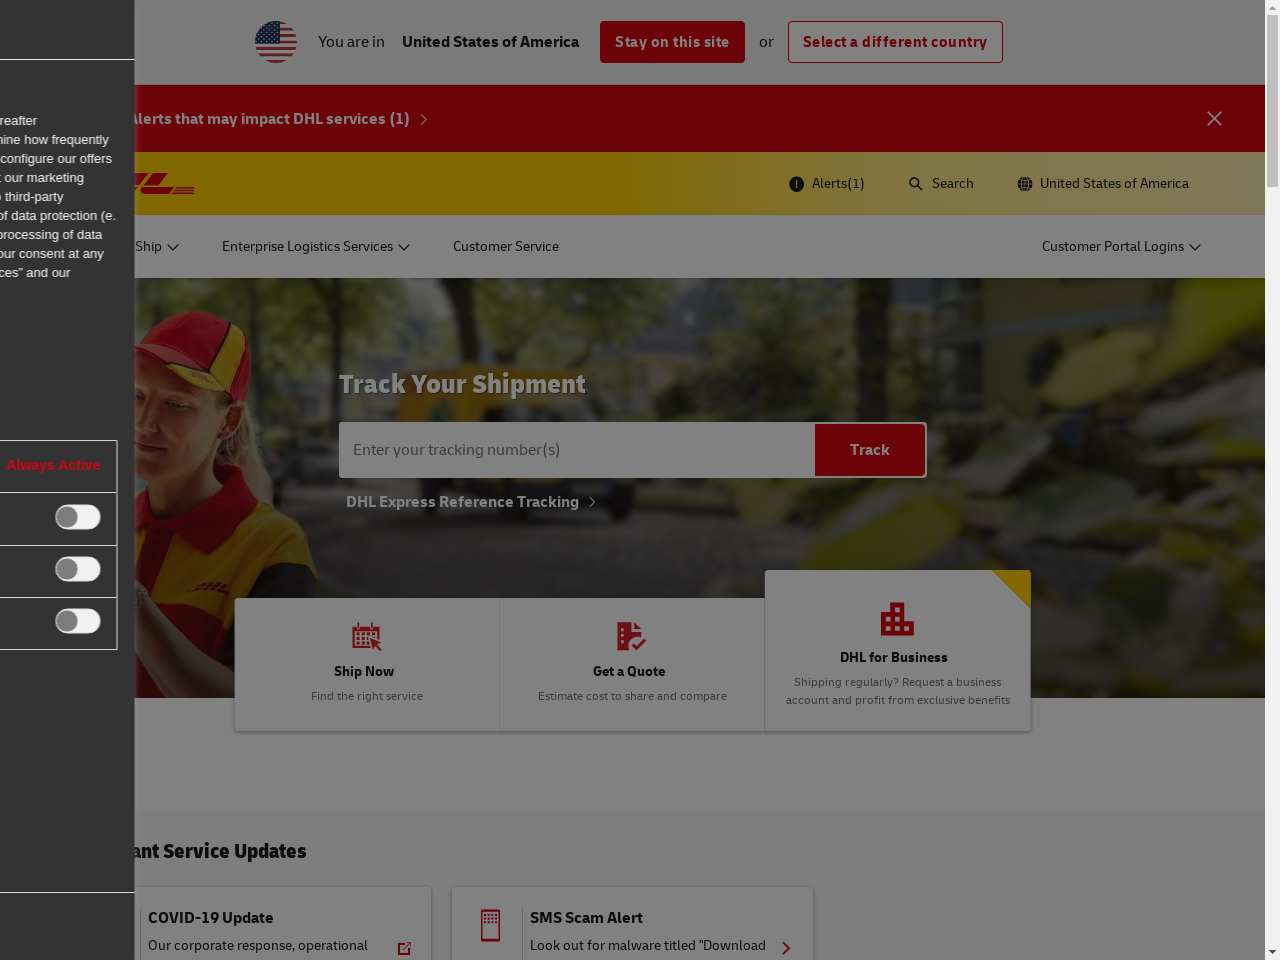 You are in United States of America Stay on this site or Select a different country
Alerts that may impact DHL services (1)
Alerts(1) Search United States of America
Ship Enterprise Logistics Services Customer Service Customer Portal Logins
how frequently
configure our offers
our marketing
third-party
of data protection (e.
processing of data
consent at any
and our
Always Active
Track Your Shipment
Enter your tracking number(s) Track
DHL Express Reference Tracking
Ship Now
Find the right service
Get a Quote
Estimate cost to share and compare
DHL for Business
Shipping regularly? Request a business
account and profit from exclusive benefits
Service Updates
COVID-19 Update
Our corporate response, operational
SMS Scam Alert
Look out for malware titled "Download